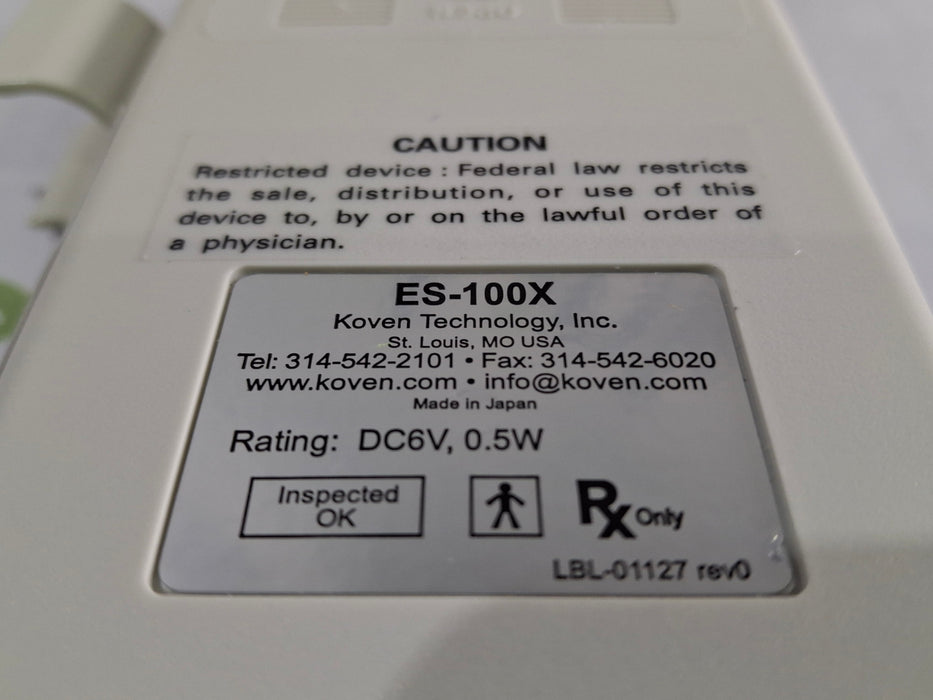 CAUTION
Restricted device : Federal law restricts
the sale, distribution, or use of this
device to, by or on the lawful order of
a physician.
ES-100X
Koven Technology, Inc.
St. Louis, MO USA
Tel: 314-542-2101 • Fax: 314-542-6020
www.koven.com • info@koven.com
Made in Japan
Rating: DC6V, 0.5W
Inspected
OK
Rx Only
LBL-01127 rev0